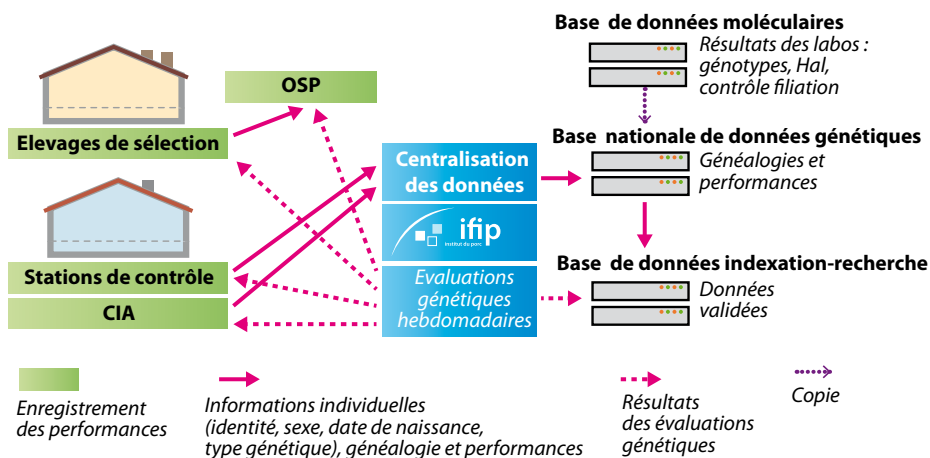 Base de données moléculaires
Résultats des labos :
génotypes, Hal,
contrôle filiation
OSP
Elevages de sélection
Base nationale de données génétiques
Centralisation
des données
Généalogies et
performances
ifip
institut du porc
Stations de contrôle
CIA
Evaluations
génétiques
hebdomadaires
Base de données indexation-recherche
Données
validées
Enregistrement
des performances
Informations individuelles
(identité, sexe, date de naissance,
type génétique), généalogie et performances
Résultats
des évaluations
génétiques
Copie